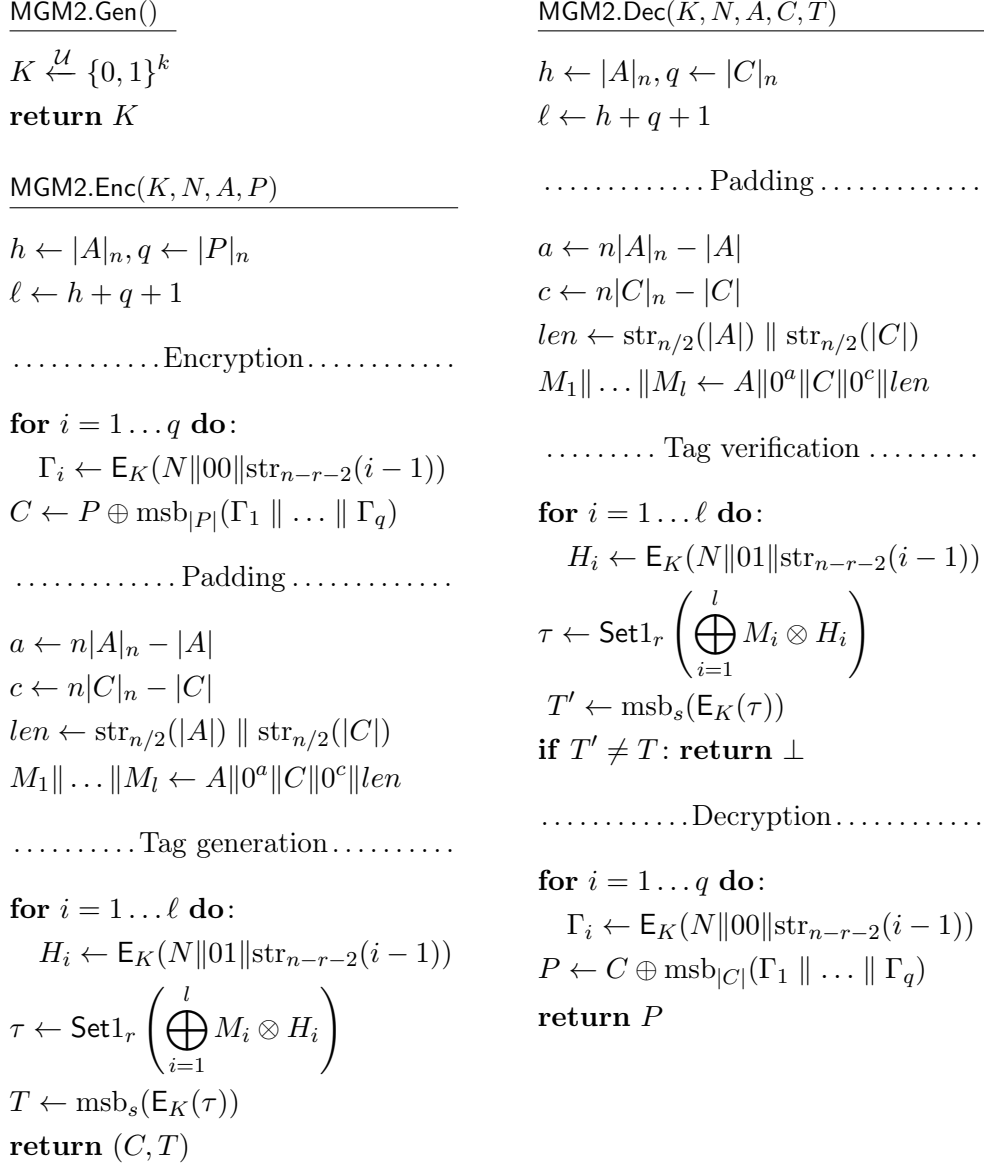 MGM2.Gen()
K ←𝒰 {0, 1}^k
return K
MGM2.Enc(K, N, A, P)
h ← |A|_n, q ← |P|_n
ℓ ← h + q + 1
............Encryption............
for i = 1 ... q do:
Γ_i ← E_K(N‖00‖str_{n−r−2}(i − 1))
C ← P ⊕ msb_{|P|}(Γ_1 ‖ ... ‖ Γ_q)
.............Padding.............
a ← n|A|_n − |A|
c ← n|C|_n − |C|
len ← str_{n/2}(|A|) ‖ str_{n/2}(|C|)
M_1‖ ... ‖M_l ← A‖0^a‖C‖0^c‖len
..........Tag generation..........
for i = 1 ... ℓ do:
H_i ← E_K(N‖01‖str_{n−r−2}(i − 1))
τ ← Set1_r (⨁_{i=1}^{l} M_i ⊗ H_i)
T ← msb_s(E_K(τ))
return (C, T)
MGM2.Dec(K, N, A, C, T)
h ← |A|_n, q ← |C|_n
ℓ ← h + q + 1
.............Padding.............
a ← n|A|_n − |A|
c ← n|C|_n − |C|
len ← str_{n/2}(|A|) ‖ str_{n/2}(|C|)
M_1‖ ... ‖M_l ← A‖0^a‖C‖0^c‖len
......... Tag verification .........
for i = 1 ... ℓ do:
H_i ← E_K(N‖01‖str_{n−r−2}(i − 1))
τ ← Set1_r (⨁_{i=1}^{l} M_i ⊗ H_i)
T′ ← msb_s(E_K(τ))
if T′ ≠ T: return ⊥
............Decryption............
for i = 1 ... q do:
Γ_i ← E_K(N‖00‖str_{n−r−2}(i − 1))
P ← C ⊕ msb_{|C|}(Γ_1 ‖ ... ‖ Γ_q)
return P